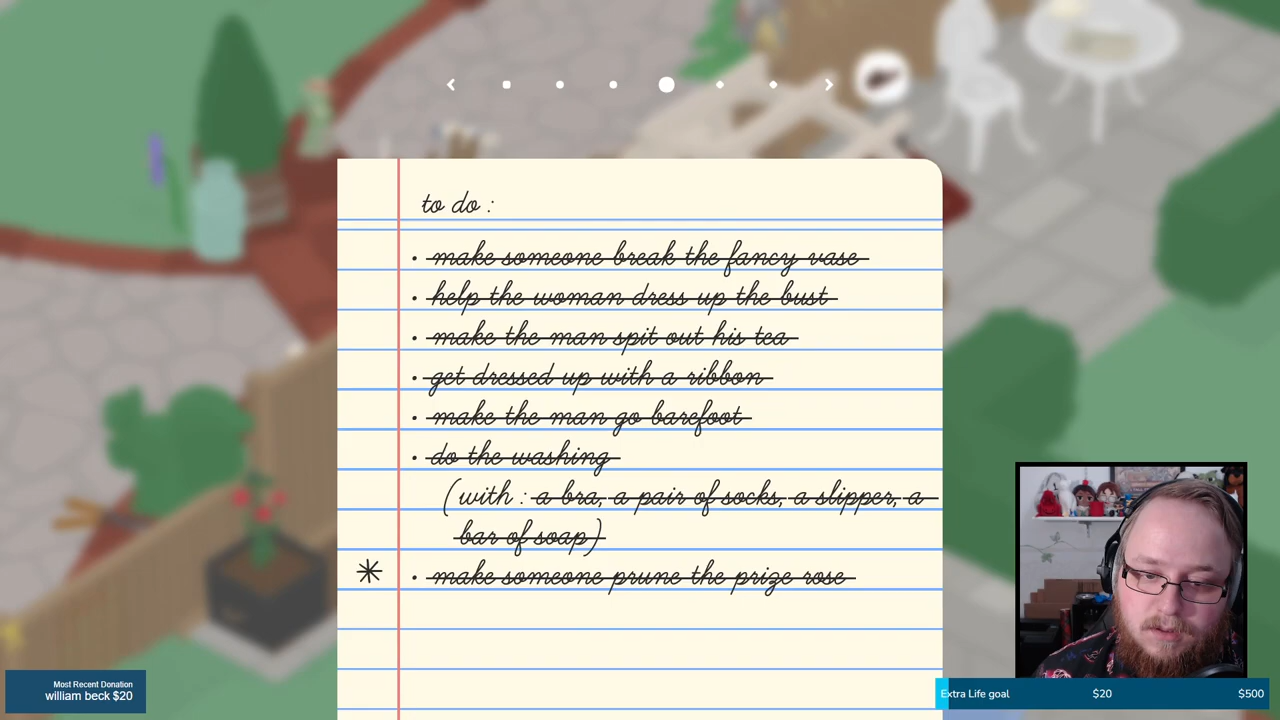 to do :
• make someone break the fancy vase
• help the woman dress up the bust
• make the man spit out his tea
• get dressed up with a ribbon
• make the man go barefoot
• do the washing
(with : a bra, a pair of socks, a slipper, a
bar of soap)
• make someone prune the prize rose
Most Recent Donation
william beck $20
Extra Life goal $20 $500